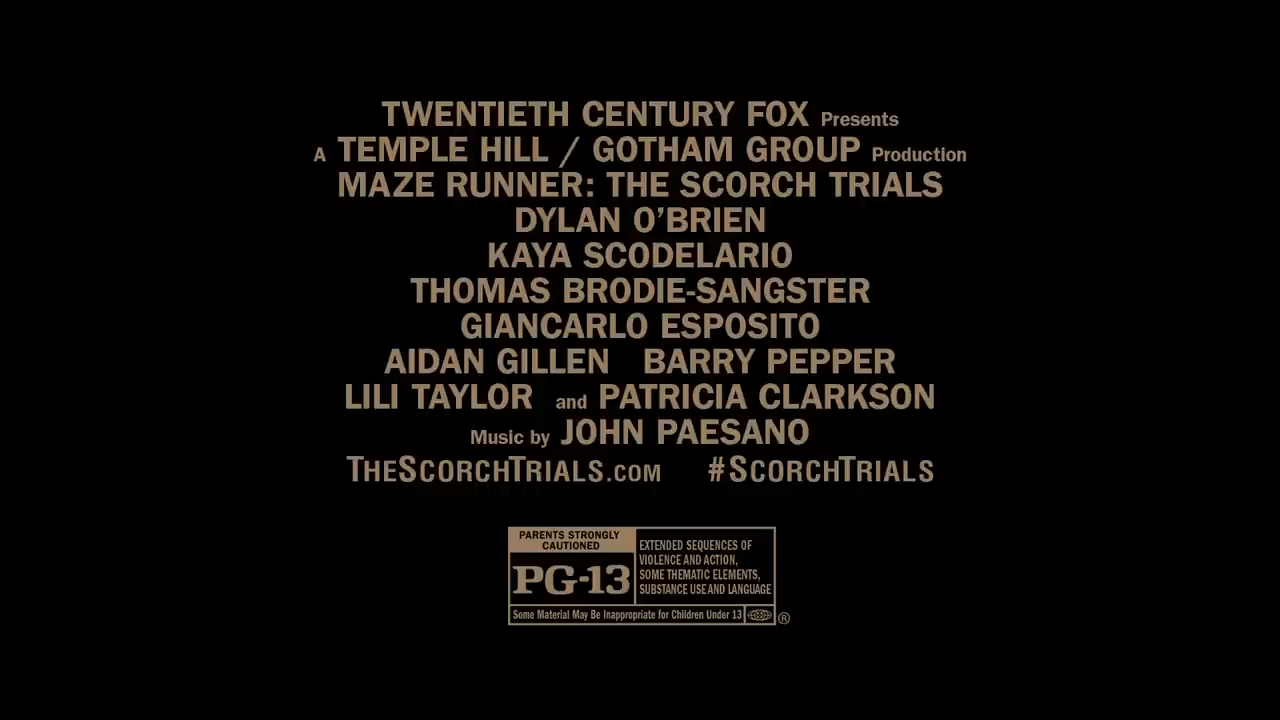 TWENTIETH CENTURY FOX Presents
A TEMPLE HILL / GOTHAM GROUP Production
MAZE RUNNER: THE SCORCH TRIALS
DYLAN O'BRIEN
KAYA SCODELARIO
THOMAS BRODIE-SANGSTER
GIANCARLO ESPOSITO
AIDAN GILLEN BARRY PEPPER
LILI TAYLOR and PATRICIA CLARKSON
Music by JOHN PAESANO
THESCORCHTRIALS.COM #SCORCHTRIALS
PARENTS STRONGLY
CAUTIONED
PG-13
EXTENDED SEQUENCES OF
VIOLENCE AND ACTION,
SOME THEMATIC ELEMENTS,
SUBSTANCE USE AND LANGUAGE
Some Material May Be Inappropriate for Children Under 13
®